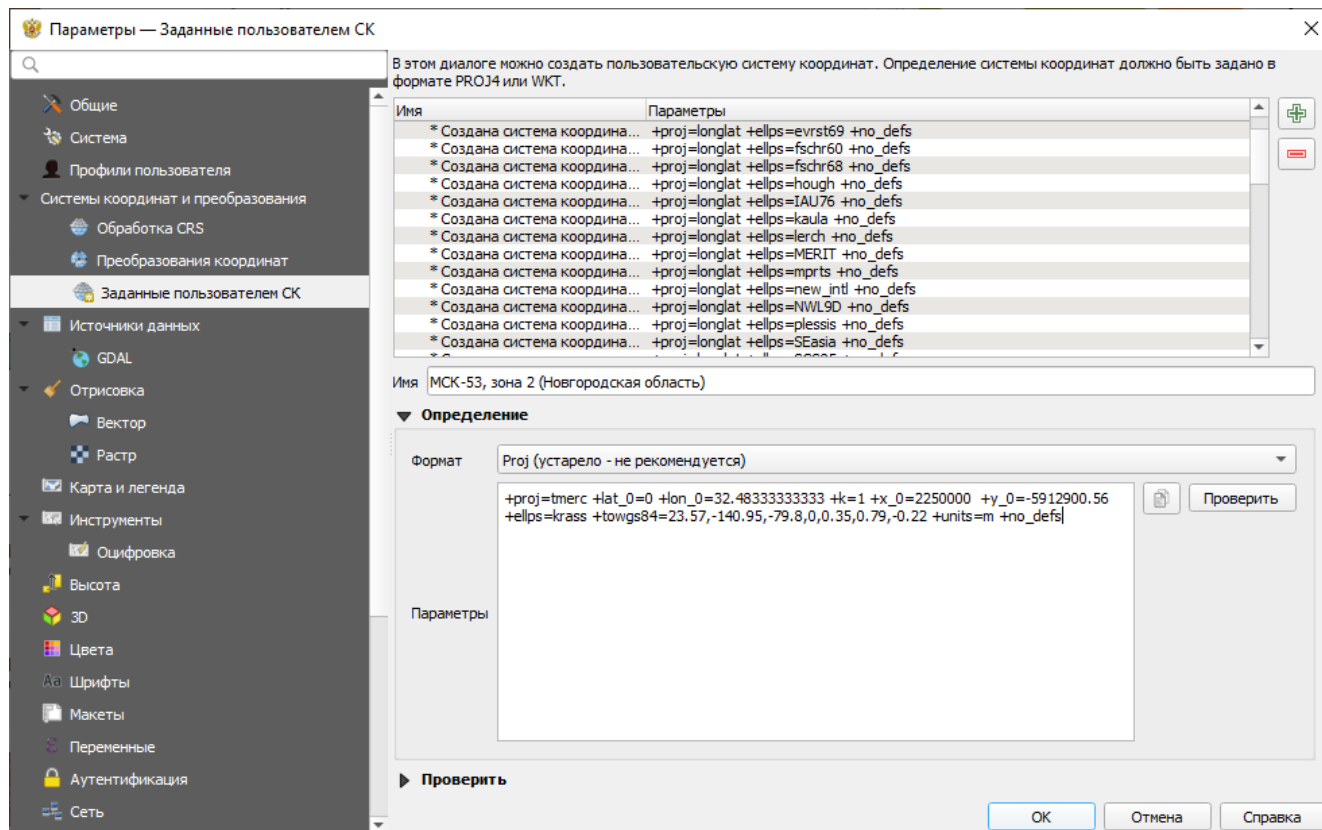 Параметры — Заданные пользователем СК
В этом диалоге можно создать пользовательскую систему координат. Определение системы координат должно быть задано в
формате PROJ4 или WKT.
Общие
Система
Профили пользователя
Системы координат и преобразования
Обработка CRS
Преобразования координат
Заданные пользователем СК
Источники данных
GDAL
Отрисовка
Вектор
Растр
Карта и легенда
Инструменты
Оцифровка
Высота
3D
Цвета
Шрифты
Макеты
Переменные
Аутентификация
Сеть
Имя Параметры
* Создана система координа... +proj=longlat +ellps=evrst69 +no_defs
* Создана система координа... +proj=longlat +ellps=fschr60 +no_defs
* Создана система координа... +proj=longlat +ellps=fschr68 +no_defs
* Создана система координа... +proj=longlat +ellps=hough +no_defs
* Создана система координа... +proj=longlat +ellps=IAU76 +no_defs
* Создана система координа... +proj=longlat +ellps=kaula +no_defs
* Создана система координа... +proj=longlat +ellps=lerch +no_defs
* Создана система координа... +proj=longlat +ellps=MERIT +no_defs
* Создана система координа... +proj=longlat +ellps=mprts +no_defs
* Создана система координа... +proj=longlat +ellps=new_intl +no_defs
* Создана система координа... +proj=longlat +ellps=NWL9D +no_defs
* Создана система координа... +proj=longlat +ellps=plessis +no_defs
* Создана система координа... +proj=longlat +ellps=SEasia +no_defs
Имя МСК-53, зона 2 (Новгородская область)
Определение
Формат Proj (устарело - не рекомендуется)
+proj=tmerc +lat_0=0 +lon_0=32.48333333333 +k=1 +x_0=2250000 +y_0=-5912900.56
+ellps=krass +towgs84=23.57,-140.95,-79.8,0,0.35,0.79,-0.22 +units=m +no_defs
Проверить
Параметры
Проверить
OK Отмена Справка